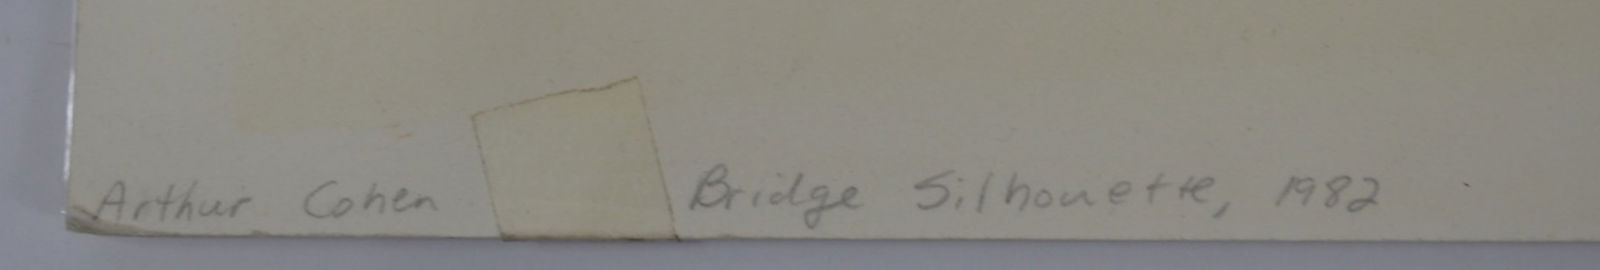 Arthur Cohen Bridge Silhouette, 1982